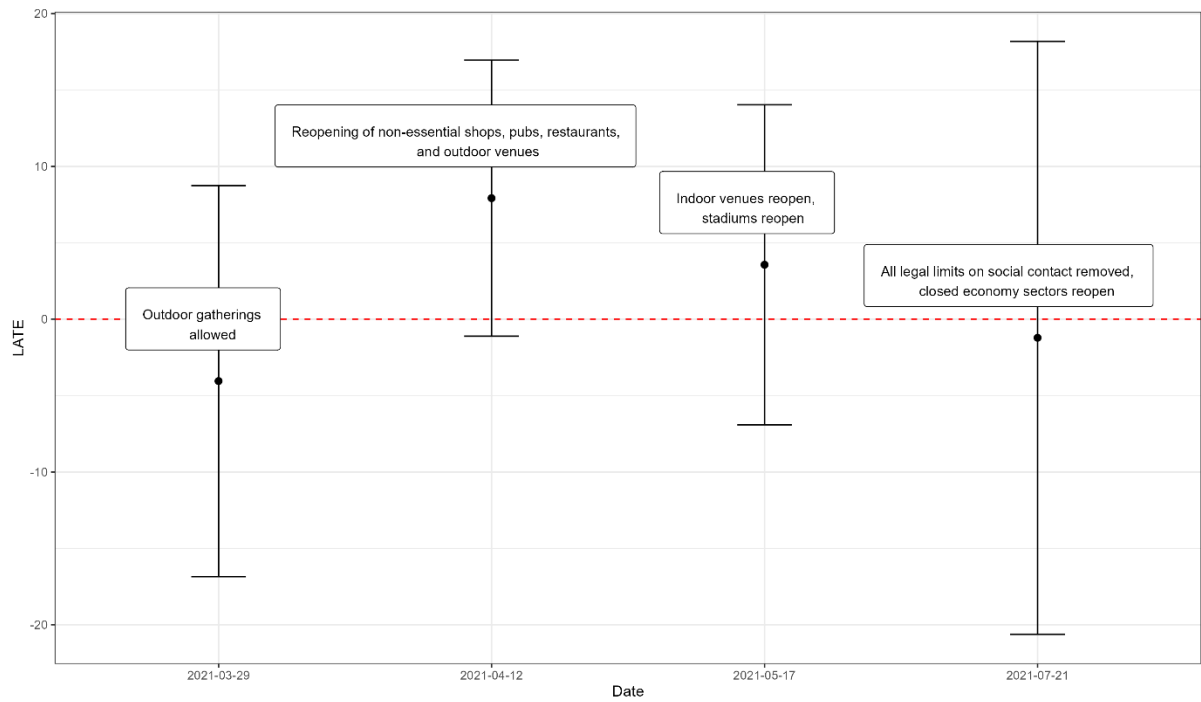 20
Reopening of non-essential shops, pubs, restaurants,
and outdoor venues
10
Indoor venues reopen,
stadiums reopen
All legal limits on social contact removed,
closed economy sectors reopen
Outdoor gatherings
allowed
0
LATE
-10
-20
2021-03-29
2021-04-12
2021-05-17
2021-07-21
Date